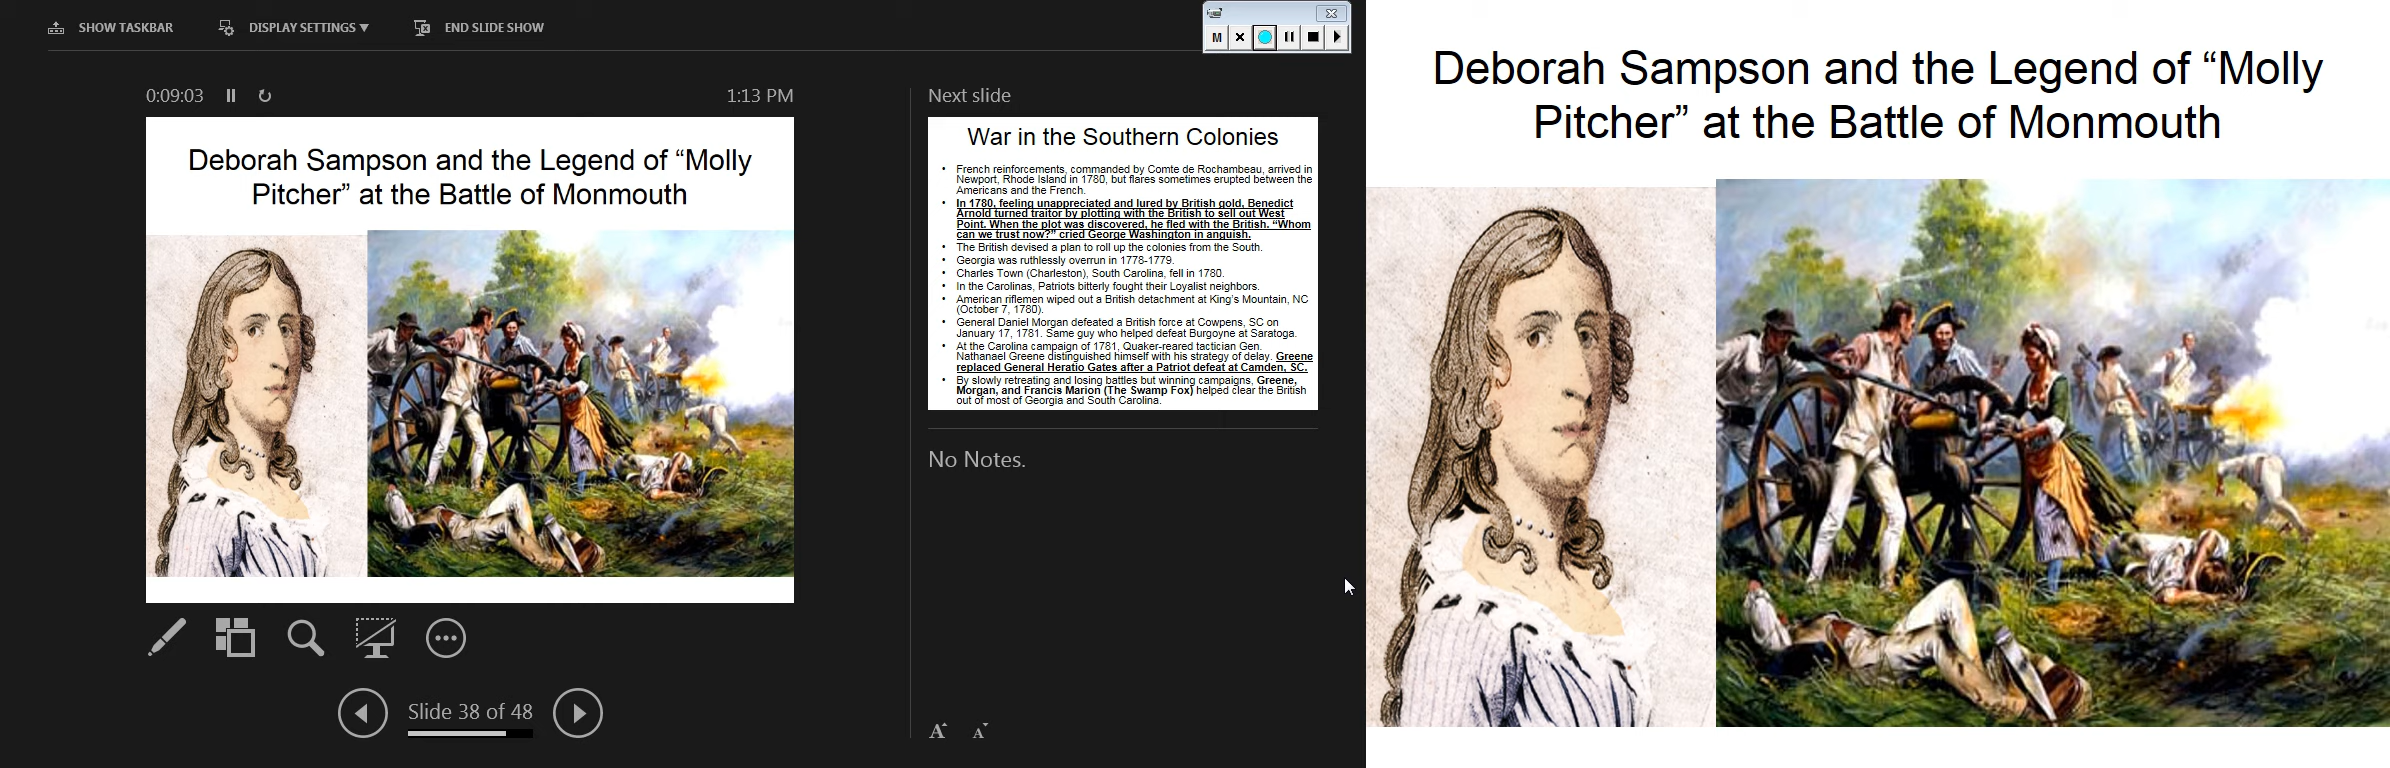 SHOW TASKBAR
DISPLAY SETTINGS ▼
END SLIDE SHOW
M
0:09:03
1:13 PM
Deborah Sampson and the Legend of “Molly
Pitcher” at the Battle of Monmouth
Slide 38 of 48
Next slide
War in the Southern Colonies
• French reinforcements, commanded by Comte de Rochambeau, arrived in
Newport, Rhode Island in 1780, but flares sometimes erupted between the
Americans and the French.
• In 1780, feeling unappreciated and lured by British gold, Benedict
Arnold turned traitor by plotting with the British to sell out West
Point. When the plot was discovered, he fled with the British. “Whom
can we trust now?” cried George Washington in anguish.
• The British devised a plan to roll up the colonies from the South.
• Georgia was ruthlessly overrun in 1778-1779.
• Charles Town (Charleston), South Carolina, fell in 1780.
• In the Carolinas, Patriots bitterly fought their Loyalist neighbors.
• American riflemen wiped out a British detachment at King’s Mountain, NC
(October 7, 1780).
• General Daniel Morgan defeated a British force at Cowpens, SC on
January 17, 1781. Same guy who helped defeat Burgoyne at Saratoga.
• At the Carolina campaign of 1781, Quaker-reared tactician Gen.
Nathanael Greene distinguished himself with his strategy of delay. Greene
replaced General Heratio Gates after a Patriot defeat at Camden, SC.
• By slowly retreating and losing battles but winning campaigns, Greene,
Morgan, and Francis Marion (The Swamp Fox) helped clear the British
out of most of Georgia and South Carolina.
No Notes.
A A
Deborah Sampson and the Legend of “Molly
Pitcher” at the Battle of Monmouth